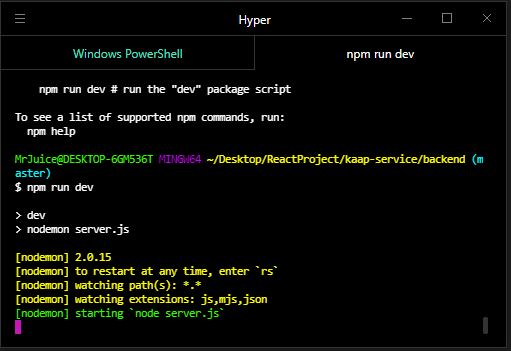 Hyper
Windows PowerShell
npm run dev
npm run dev # run the "dev" package script
To see a list of supported npm commands, run:
npm help
MrJuice@DESKTOP-6GM536T MINGW64 ~/Desktop/ReactProject/kaap-service/backend (m
aster)
$ npm run dev
> dev
> nodemon server.js
[nodemon] 2.0.15
[nodemon] to restart at any time, enter `rs`
[nodemon] watching path(s): *.*
[nodemon] watching extensions: js,mjs,json
[nodemon] starting `node server.js`